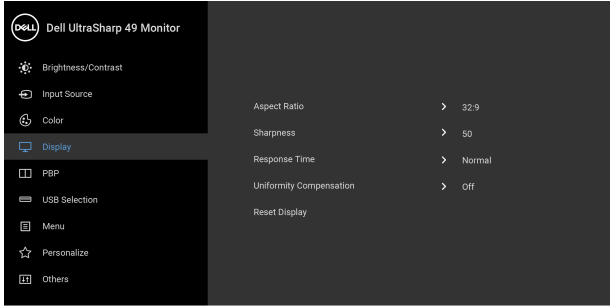 DELL
Dell UltraSharp 49 Monitor
Brightness/Contrast
Input Source
Color
Display
PBP
USB Selection
Menu
Personalize
Others
Aspect Ratio > 32:9
Sharpness > 50
Response Time > Normal
Uniformity Compensation > Off
Reset Display